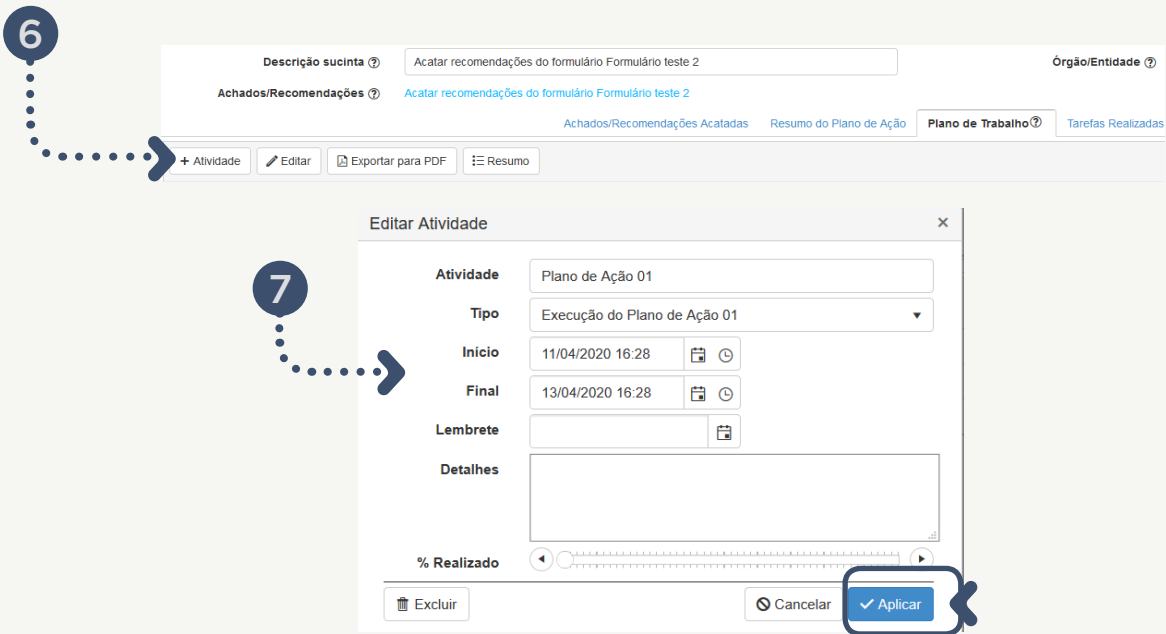 6
Descrição sucinta
Acatar recomendações do formulário Formulário teste 2
Órgão/Entidade
Achados/Recomendações
Acatar recomendações do formulário Formulário teste 2
Achados/Recomendações Acatadas
Resumo do Plano de Ação
Plano de Trabalho
Tarefas Realizadas
+ Atividade
Editar
Exportar para PDF
Resumo
Editar Atividade
7
Atividade
Plano de Ação 01
Tipo
Execução do Plano de Ação 01
Início
11/04/2020 16:28
Final
13/04/2020 16:28
Lembrete
Detalhes
% Realizado
Excluir
Cancelar
Aplicar